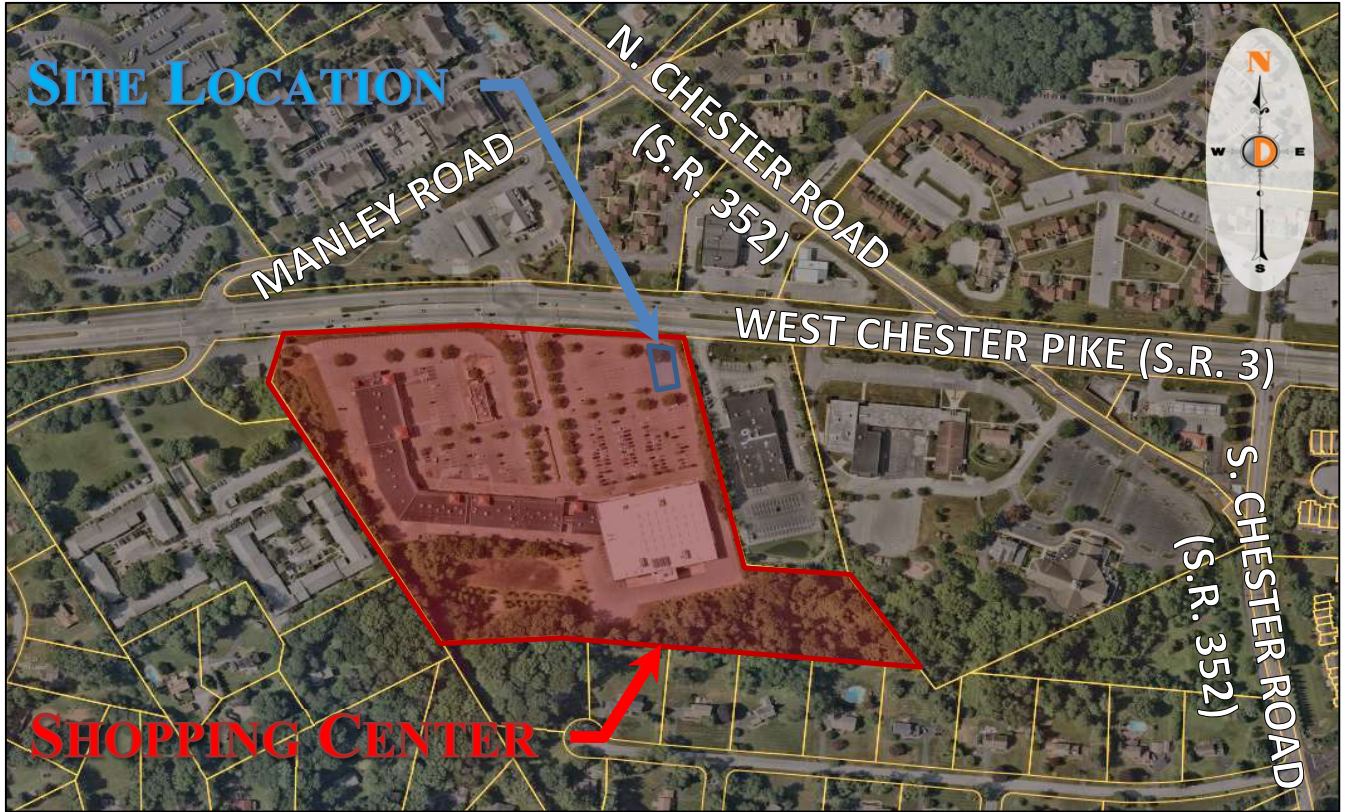 SITE LOCATION
N. CHESTER ROAD
(S.R. 352)
MANLEY ROAD
N
W
D
E
S
WEST CHESTER PIKE (S.R. 3)
S. CHESTER ROAD
(S.R. 352)
SHOPPING CENTER